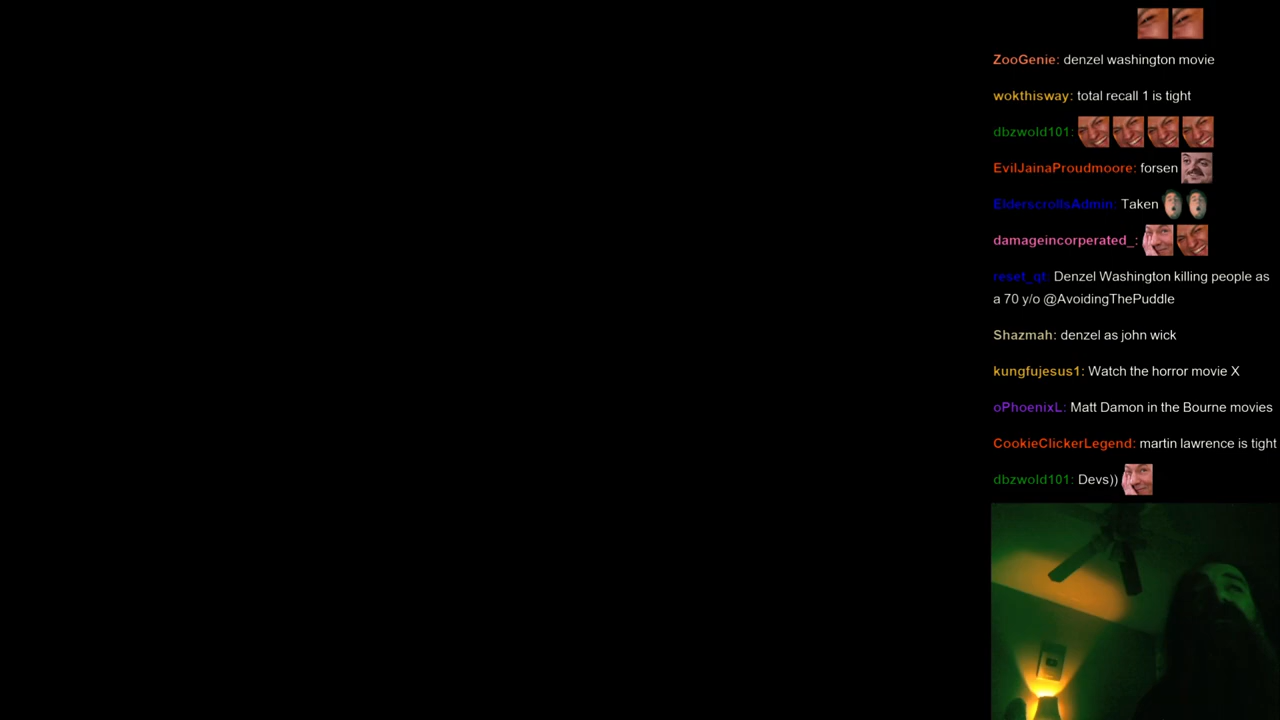 ZooGenie: denzel washington movie
wokthisway: total recall 1 is tight
dbzwold101:
EvilJainaProudmoore: forsen
ElderscrollsAdmin: Taken
damageincorperated_:
reset_qt: Denzel Washington killing people as
a 70 y/o @AvoidingThePuddle
Shazmah: denzel as john wick
kungfujesus1: Watch the horror movie X
oPhoenixL: Matt Damon in the Bourne movies
CookieClickerLegend: martin lawrence is tight
dbzwold101: Devs))